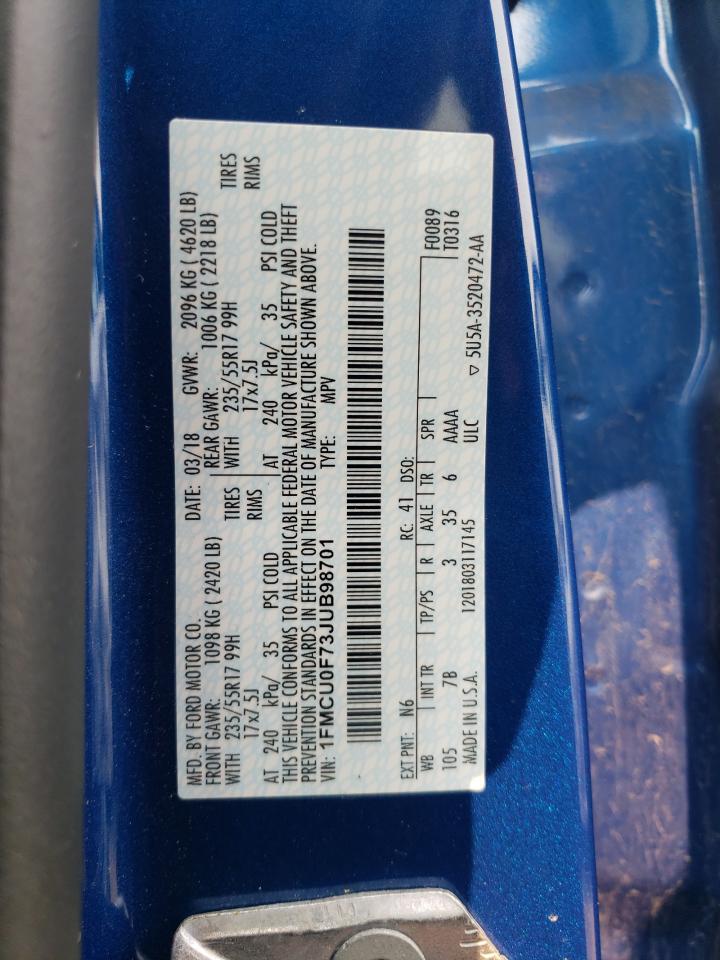 MFD. BY FORD MOTOR CO.
DATE: 03/18 GVWR: 2096 KG ( 4620 LB)
FRONT GAWR: 1098 KG ( 2420 LB) REAR GAWR: 1006 KG ( 2218 LB)
WITH 235/55R17 99H TIRES WITH 235/55R17 99H TIRES
17x7.5J RIMS 17x7.5J RIMS
AT 240 kPa/ 35 PSI COLD AT 240 kPa/ 35 PSI COLD
THIS VEHICLE CONFORMS TO ALL APPLICABLE FEDERAL MOTOR VEHICLE SAFETY AND THEFT
PREVENTION STANDARDS IN EFFECT ON THE DATE OF MANUFACTURE SHOWN ABOVE.
VIN: 1FMCU0F73JUB98701 TYPE: MPV
EXT PNT: N6 RC: 41 DSO: F0089
WB INT TR TP/PS R AXLE TR SPR T0316
105 7B 3 35 6 AAAA
MADE IN U.S.A. 1201803117145 ULC ▽ 5U5A-3520472-AA